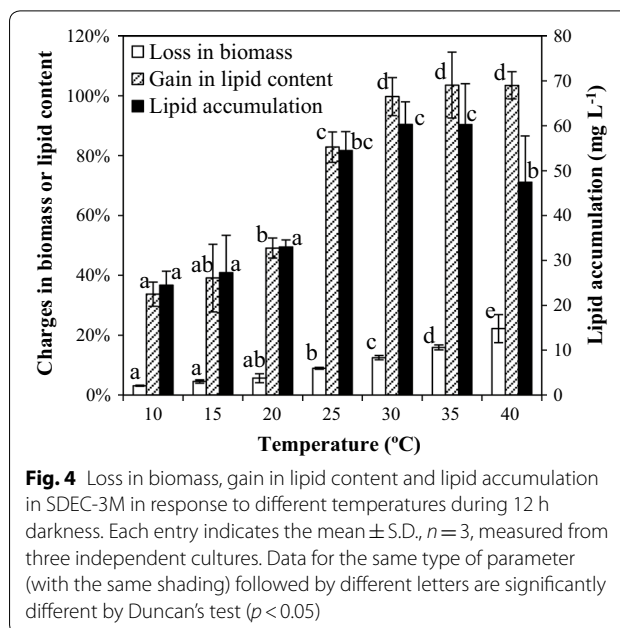 120%
100%
80%
60%
40%
20%
0%
Charges in biomass or lipid content
Loss in biomass
Gain in lipid content
Lipid accumulation
80
70
60
50
40
30
20
10
0
Lipid accumulation (mg L-1)
a a a
a ab a
ab b a
b c bc
c d c
d d c
e d b
10 15 20 25 30 35 40
Temperature (ºC)
Fig. 4 Loss in biomass, gain in lipid content and lipid accumulation
in SDEC-3M in response to different temperatures during 12 h
darkness. Each entry indicates the mean ± S.D., n = 3, measured from
three independent cultures. Data for the same type of parameter
(with the same shading) followed by different letters are significantly
different by Duncan's test (p < 0.05)